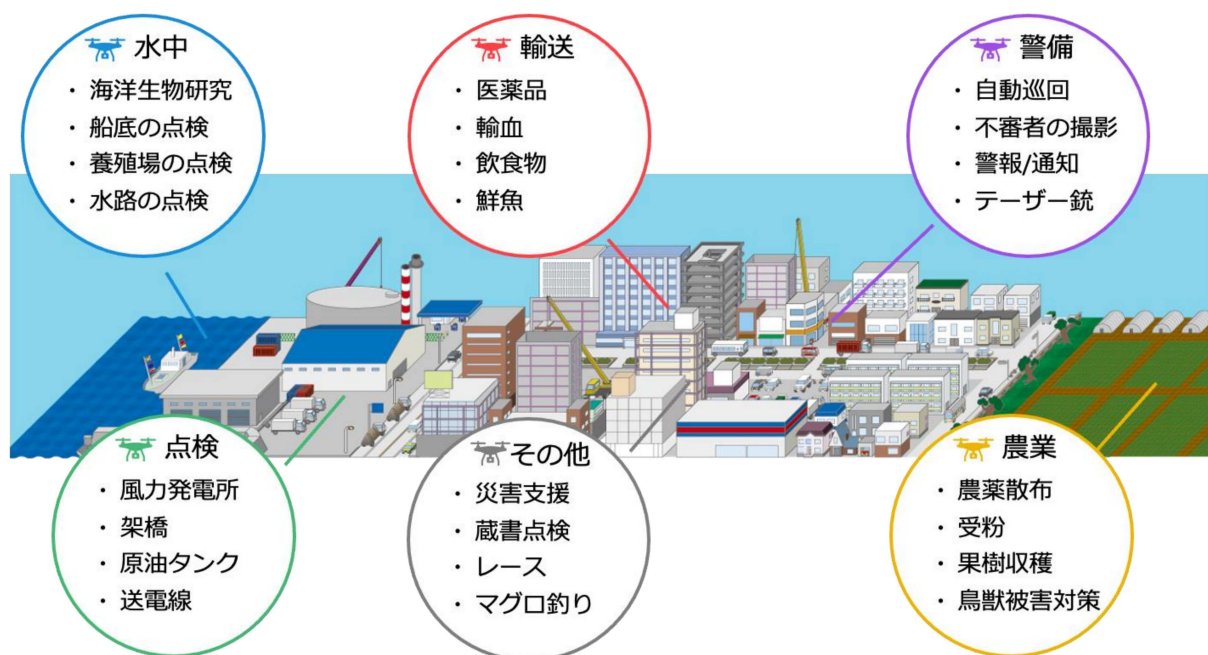 水中
・ 海洋生物研究
・ 船底の点検
・ 養殖場の点検
・ 水路の点検
輸送
・ 医薬品
・ 輸血
・ 飲食物
・ 鮮魚
警備
・ 自動巡回
・ 不審者の撮影
・ 警報/通知
・ テーザー銃
点検
・ 風力発電所
・ 架橋
・ 原油タンク
・ 送電線
その他
・ 災害支援
・ 蔵書点検
・ レース
・ マグロ釣り
農業
・ 農薬散布
・ 受粉
・ 果樹収穫
・ 鳥獣被害対策